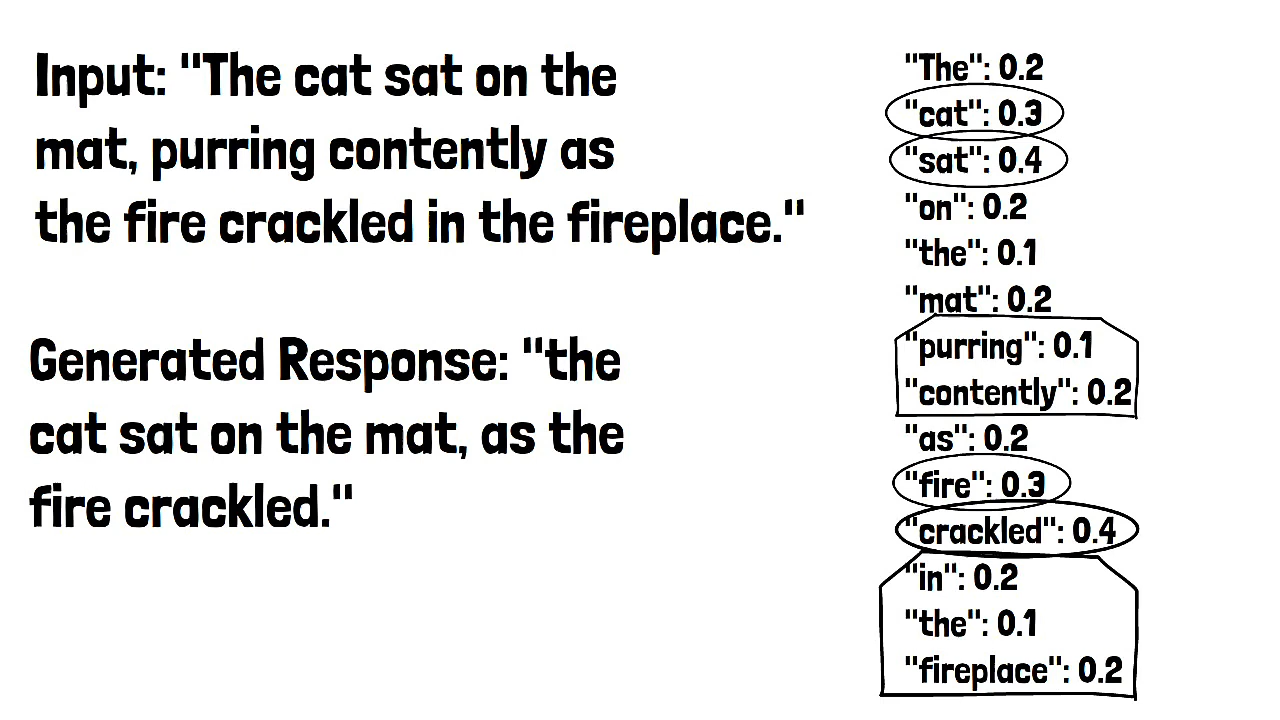 Input: "The cat sat on the
mat, purring contently as
the fire crackled in the fireplace."
Generated Response: "the
cat sat on the mat, as the
fire crackled."
"The": 0.2
"cat": 0.3
"sat": 0.4
"on": 0.2
"the": 0.1
"mat": 0.2
"purring": 0.1
"contently": 0.2
"as": 0.2
"fire": 0.3
"crackled": 0.4
"in": 0.2
"the": 0.1
"fireplace": 0.2